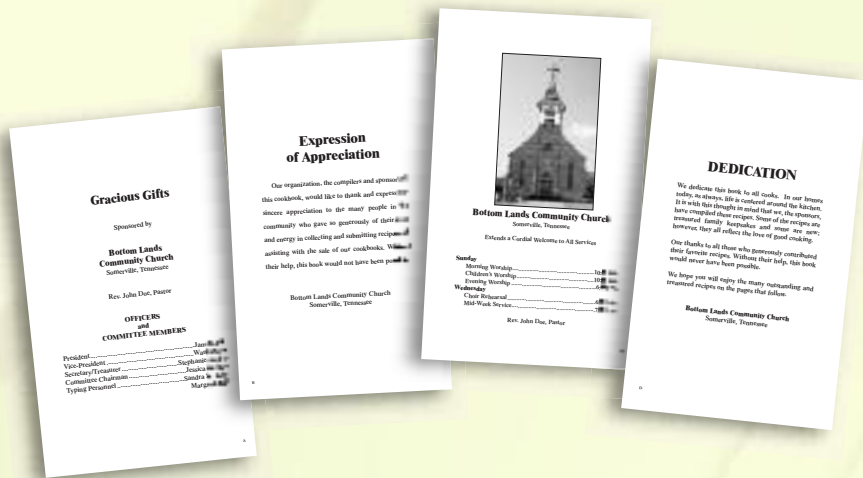 Gracious Gifts
Sponsored by
Bottom Lands
Community Church
Somerville, Tennessee
Rev. John Doe, Pastor
OFFICERS
and
COMMITTEE MEMBERS
President
Vice-President
Secretary/Treasurer Stephanie
Committee Chairman Jessica
Typing Personnel Sandra
A
Expression
of Appreciation
Our organization, the compilers and
this cookbook, would like to thank and
sincere appreciation to the many people in
community who gave so generously of their
and energy in collecting and submitting
assisting with the sale of our cookbooks.
their help, this book would not have been
Bottom Lands Community Church
Somerville, Tennessee
B
Bottom Lands Community Church
Somerville, Tennessee
Extends a Cordial Welcome to All Services
Sunday
Morning Worship
Children's Worship
Evening Worship
Wednesday
Choir Rehearsal
Mid-Week Service
Rev. John Doe, Pastor
DEDICATION
We dedicate this book to all cooks. In our homes
today, as always, life is centered around the kitchen.
It is with this thought in mind that we, the sponsors,
have compiled these recipes. Some of the recipes are
treasured family keepsakes and some are new;
however, they all reflect the love of good cooking.
Our thanks to all those who generously contributed
their favorite recipes. Without their help, this book
would never have been possible.
We hope you will enjoy the many outstanding and
treasured recipes on the pages that follow.
Bottom Lands Community Church
Somerville, Tennessee
D